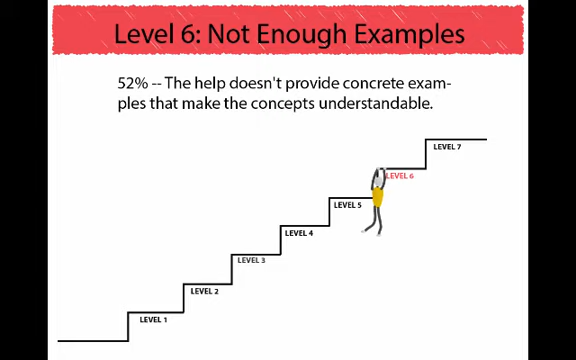 Level 6: Not Enough Examples
52% -- The help doesn't provide concrete exam-
ples that make the concepts understandable.
LEVEL 7
LEVEL 6
LEVEL 5
LEVEL 4
LEVEL 3
LEVEL 2
LEVEL 1